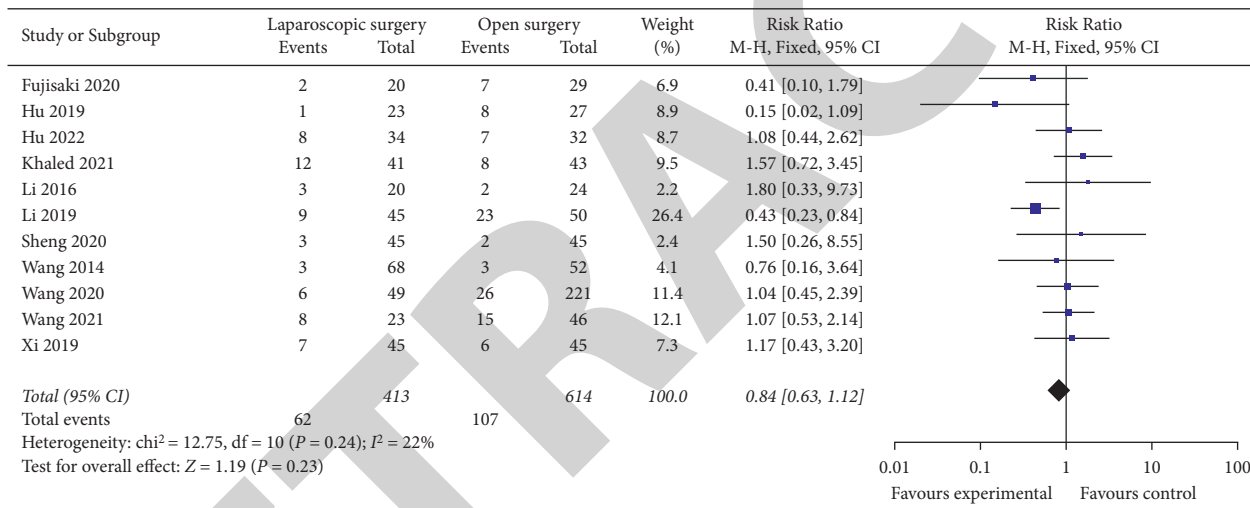 Study or Subgroup Laparoscopic surgery Open surgery Weight Risk Ratio Risk Ratio
Events Total Events Total (%) M-H, Fixed, 95% CI M-H, Fixed, 95% CI
Fujisaki 2020 2 20 7 29 6.9 0.41 [0.10, 1.79]
Hu 2019 1 23 8 27 8.9 0.15 [0.02, 1.09]
Hu 2022 8 34 7 32 8.7 1.08 [0.44, 2.62]
Khaled 2021 12 41 8 43 9.5 1.57 [0.72, 3.45]
Li 2016 3 20 2 24 2.2 1.80 [0.33, 9.73]
Li 2019 9 45 23 50 26.4 0.43 [0.23, 0.84]
Sheng 2020 3 45 2 45 2.4 1.50 [0.26, 8.55]
Wang 2014 3 68 3 52 4.1 0.76 [0.16, 3.64]
Wang 2020 6 49 26 221 11.4 1.04 [0.45, 2.39]
Wang 2021 8 23 15 46 12.1 1.07 [0.53, 2.14]
Xi 2019 7 45 6 45 7.3 1.17 [0.43, 3.20]
Total (95% CI) 413 614 100.0 0.84 [0.63, 1.12]
Total events 62 107
Heterogeneity: chi² = 12.75, df = 10 (P = 0.24); I² = 22%
Test for overall effect: Z = 1.19 (P = 0.23)
0.01 0.1 1 10 100
Favours experimental Favours control
TRAC